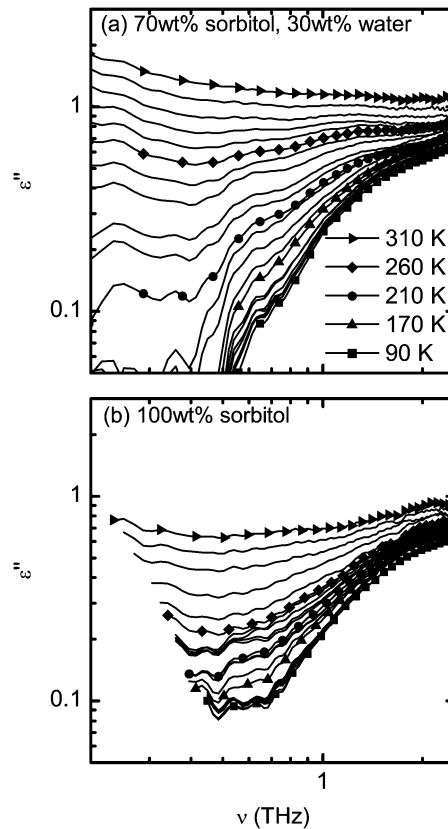 (a) 70wt% sorbitol, 30wt% water
1
ε''
310 K
260 K
210 K
170 K
90 K
0.1
(b) 100wt% sorbitol
1
ε''
0.1
1
ν (THz)